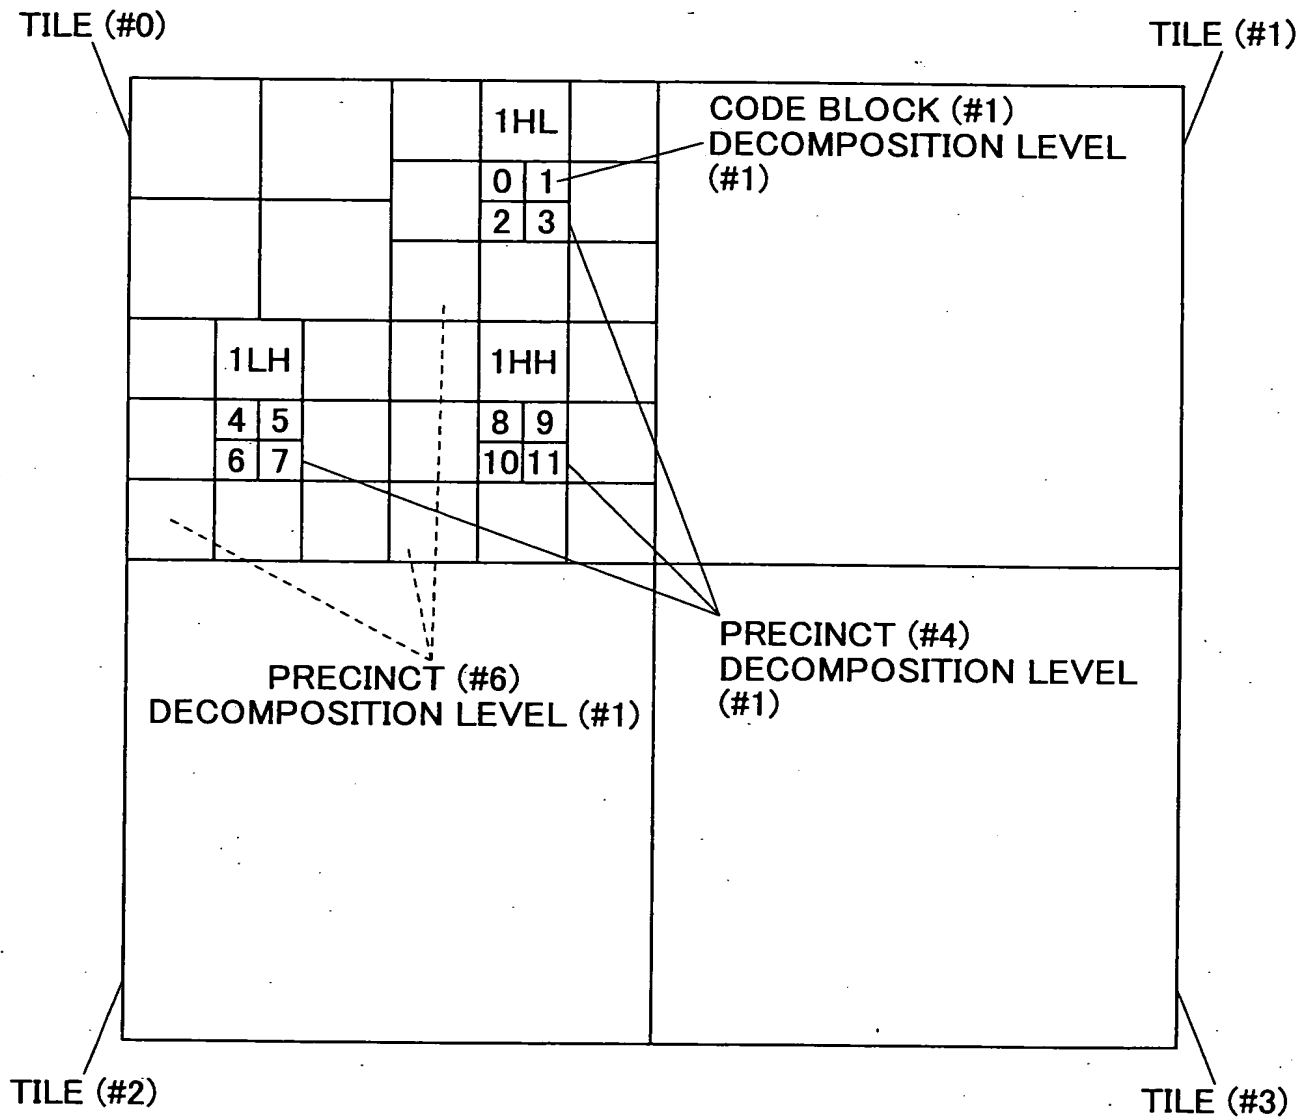 TILE (#0)
TILE (#1)
1HL
CODE BLOCK (#1)
DECOMPOSITION LEVEL
(#1)
0 1
2 3
1LH
1HH
4 5
6 7
8 9
10 11
PRECINCT (#4)
DECOMPOSITION LEVEL
(#1)
PRECINCT (#6)
DECOMPOSITION LEVEL (#1)
TILE (#2)
TILE (#3)